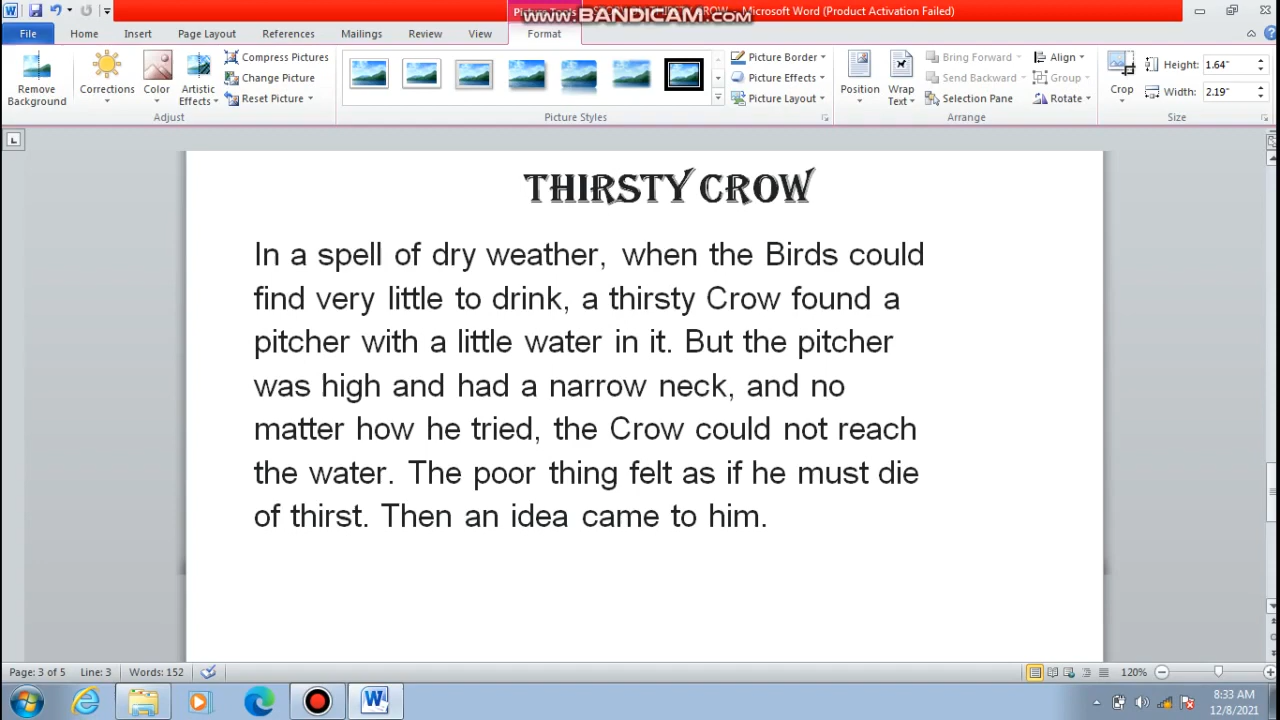 Picture Tools
STORY OF THIRSTY CROW - Microsoft Word (Product Activation Failed)
www.BANDICAM.com
File Home Insert Page Layout References Mailings Review View Format
Remove Background
Corrections
Color
Artistic Effects
Compress Pictures
Change Picture
Reset Picture
Adjust
Picture Border
Picture Effects
Picture Layout
Picture Styles
Position
Wrap Text
Bring Forward
Send Backward
Selection Pane
Align
Group
Rotate
Arrange
Crop
Height: 1.64"
Width: 2.19"
Size
THIRSTY CROW
In a spell of dry weather, when the Birds could
find very little to drink, a thirsty Crow found a
pitcher with a little water in it. But the pitcher
was high and had a narrow neck, and no
matter how he tried, the Crow could not reach
the water. The poor thing felt as if he must die
of thirst. Then an idea came to him.
Page: 3 of 5 Line: 3 Words: 152 120%
8:33 AM
12/8/2021